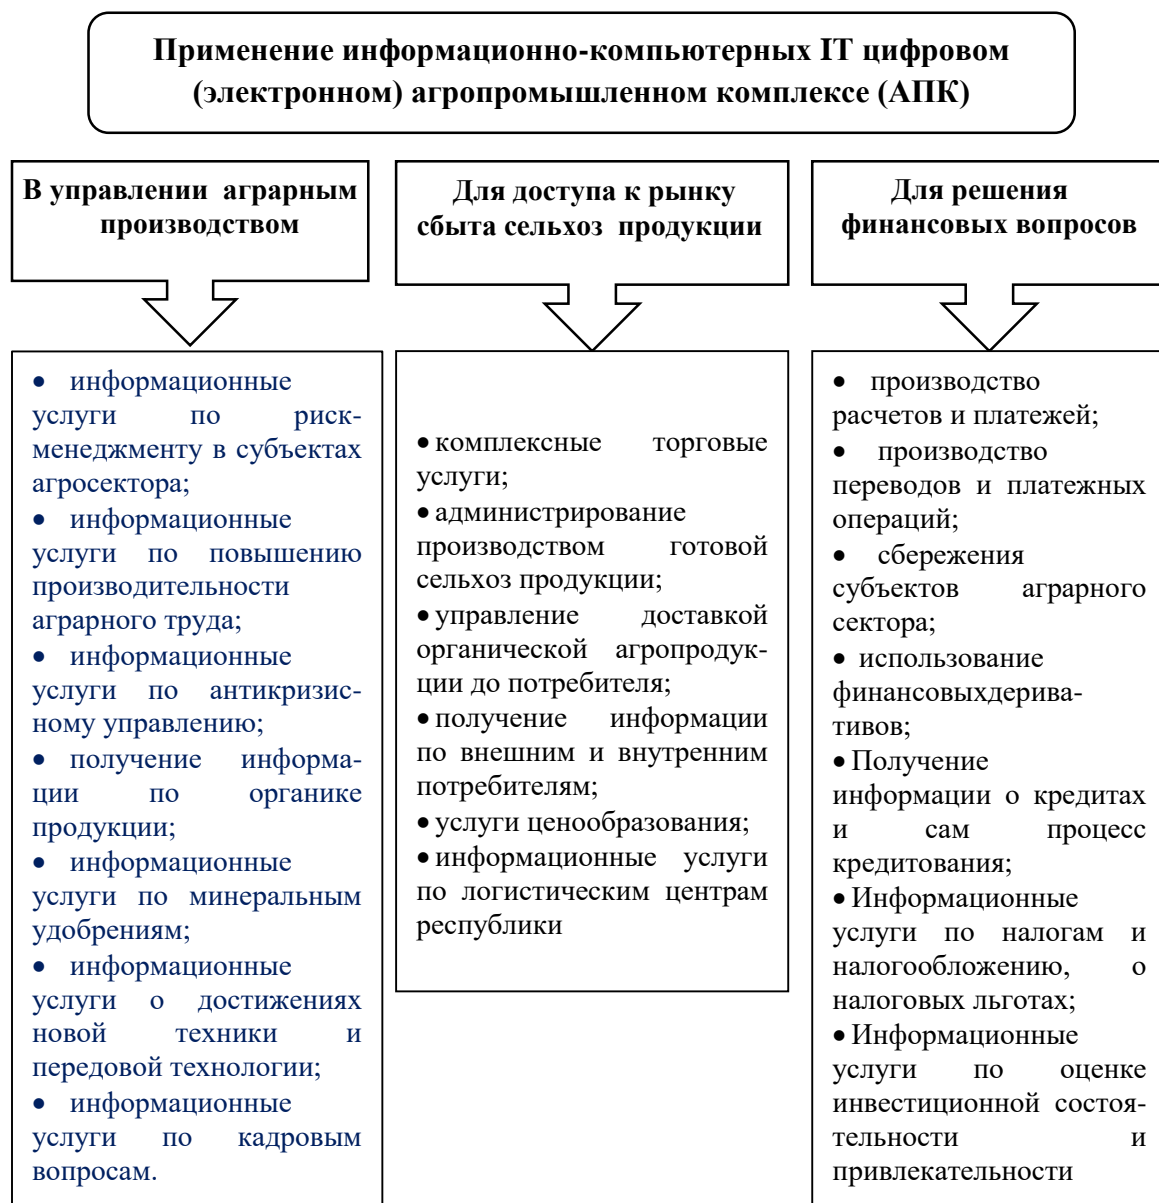 Применение информационно-компьютерных IT цифровом
(электронном) агропромышленном комплексе (АПК)
В управлении аграрным
производством
Для доступа к рынку
сбыта сельхоз продукции
Для решения
финансовых вопросов
• информационные
услуги по риск-
менеджменту в субъектах
агросектора;
• информационные
услуги по повышению
производительности
аграрного труда;
• информационные
услуги по антикризис-
ному управлению;
• получение информа-
ции по органике
продукции;
• информационные
услуги по минеральным
удобрениям;
• информационные
услуги о достижениях
новой техники и
передовой технологии;
• информационные
услуги по кадровым
вопросам.
• комплексные торговые
услуги;
• администрирование
производством готовой
сельхоз продукции;
• управление доставкой
органической агропродук-
ции до потребителя;
• получение информации
по внешним и внутренним
потребителям;
• услуги ценообразования;
• информационные услуги
по логистическим центрам
республики
• производство
расчетов и платежей;
• производство
переводов и платежных
операций;
• сбережения
субъектов аграрного
сектора;
• использование
финансовыхдерива-
тивов;
• Получение
информации о кредитах
и сам процесс
кредитования;
• Информационные
услуги по налогам и
налогообложению, о
налоговых льготах;
• Информационные
услуги по оценке
инвестиционной состоя-
тельности и
привлекательности